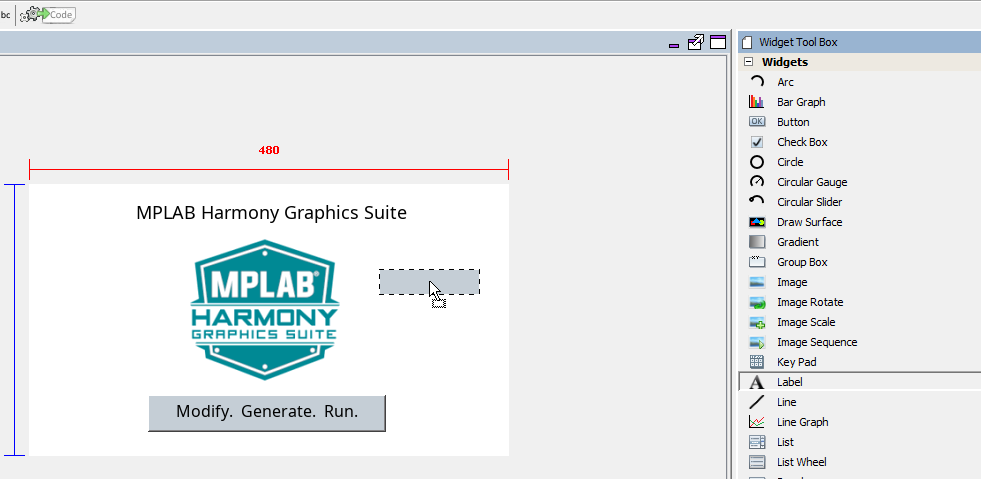 bc
Code
Widget Tool Box
Widgets
Arc
Bar Graph
OK
Button
Check Box
Circle
Circular Gauge
Circular Slider
Draw Surface
Gradient
Group Box
Image
Image Rotate
Image Scale
Image Sequence
Key Pad
A Label
Line
Line Graph
List
List Wheel
480
MPLAB Harmony Graphics Suite
MPLAB®
HARMONY
GRAPHICS SUITE
Modify. Generate. Run.